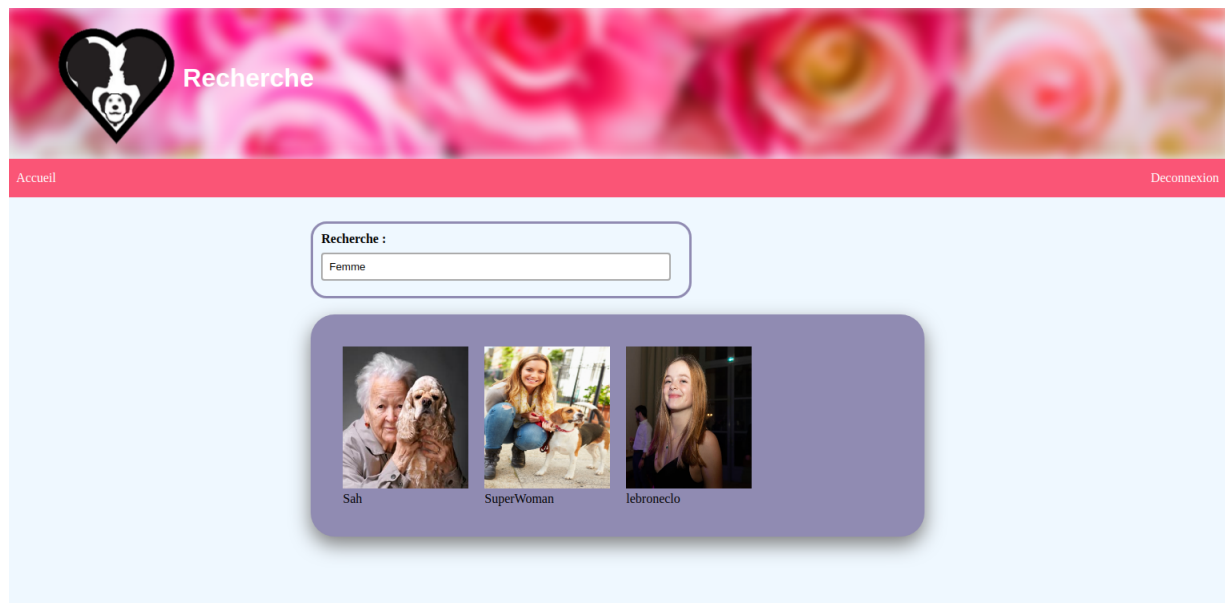 Recherche
Accueil
Deconnexion
Recherche :
Femme
Sah
SuperWoman
lebroneclo